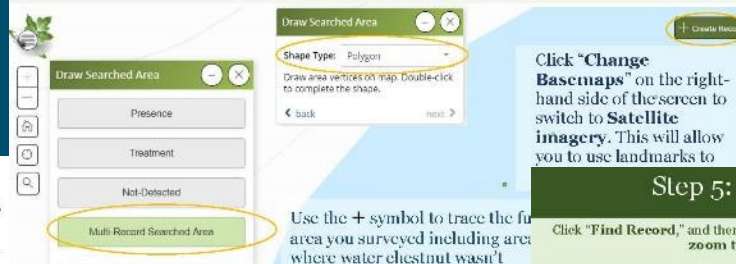 Draw Searched Area
Presence
Treatment
Not-Detected
Multi-Record Searched Area
Draw Searched Area
Shape Type: Polygon
Draw area vertices on map. Double-click
to complete the shape.
back
next
Use the + symbol to trace the
area you surveyed including
where water chestnut wasn't
+ Create
Click "Change
Basemaps" on the right-
hand side of the screen to
switch to Satellite
imagery. This will allow
you to use landmarks to
Step 5:
Click "Find Record," and
zoom